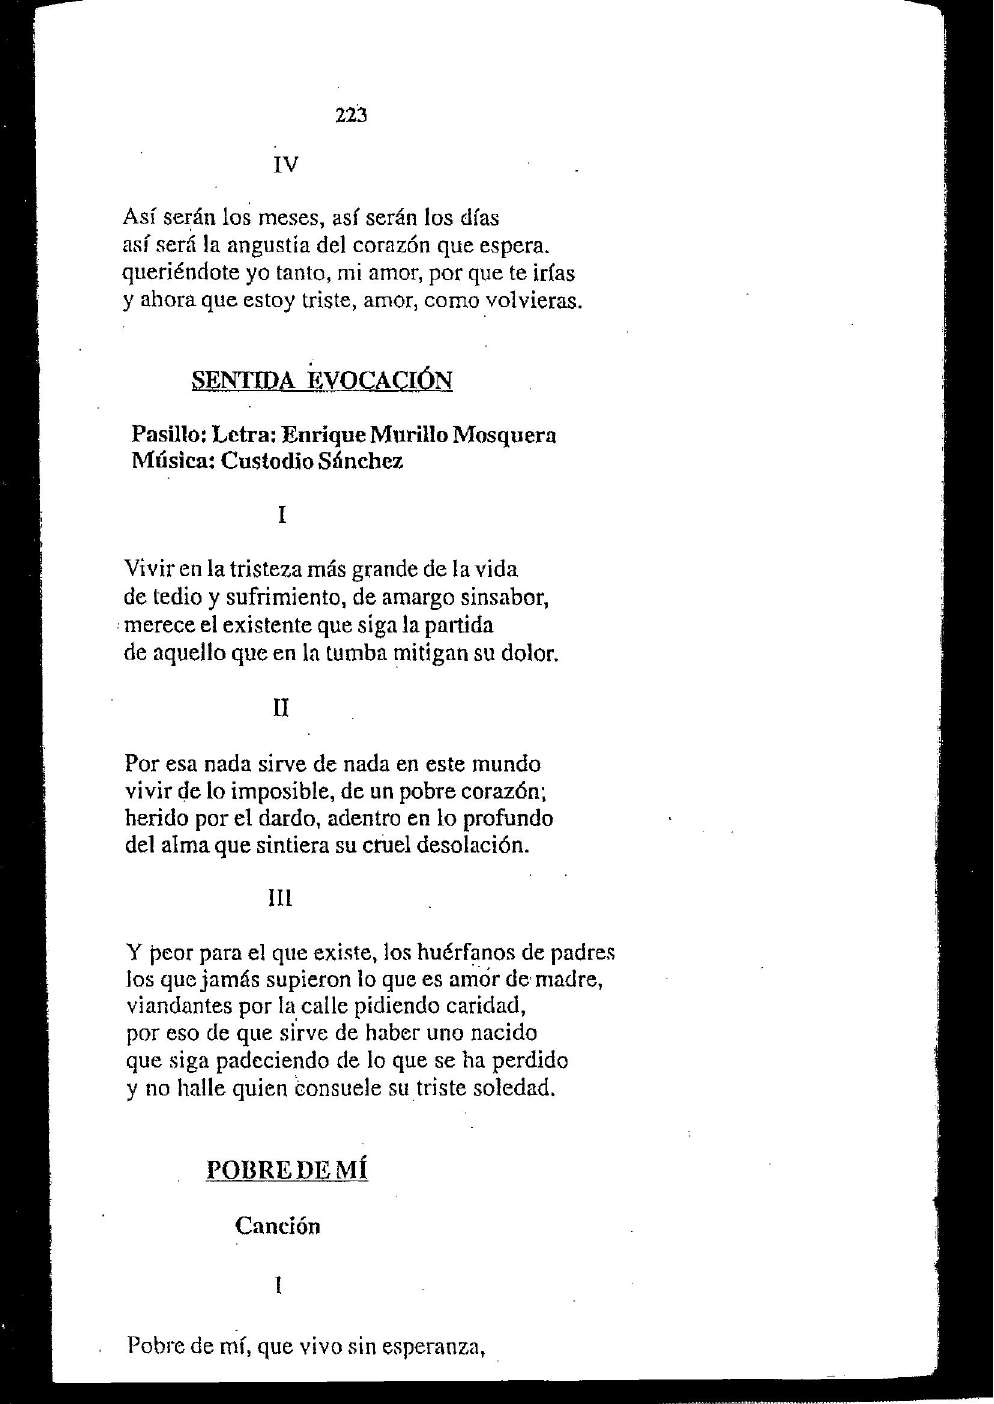 223
IV
Así serán los meses, así serán los días
así será la angustia del corazón que espera.
queriéndote yo tanto, mi amor, por que te irías
y ahora que estoy triste, amor, como volvieras.
SENTIDA EVOCACIÓN
Pasillo: Letra: Enrique Murillo Mosquera
Música: Custodio Sánchez
I
Vivir en la tristeza más grande de la vida
de tedio y sufrimiento, de amargo sinsabor,
merece el existente que siga la partida
de aquello que en la tumba mitigan su dolor.
II
Por esa nada sirve de nada en este mundo
vivir de lo imposible, de un pobre corazón;
herido por el dardo, adentro en lo profundo
del alma que sintiera su cruel desolación.
III
Y peor para el que existe, los huérfanos de padres
los que jamás supieron lo que es amor de madre,
viandantes por la calle pidiendo caridad,
por eso de que sirve de haber uno nacido
que siga padeciendo de lo que se ha perdido
y no halle quien consuele su triste soledad.
POBRE DE MÍ
Canción
I
Pobre de mí, que vivo sin esperanza,